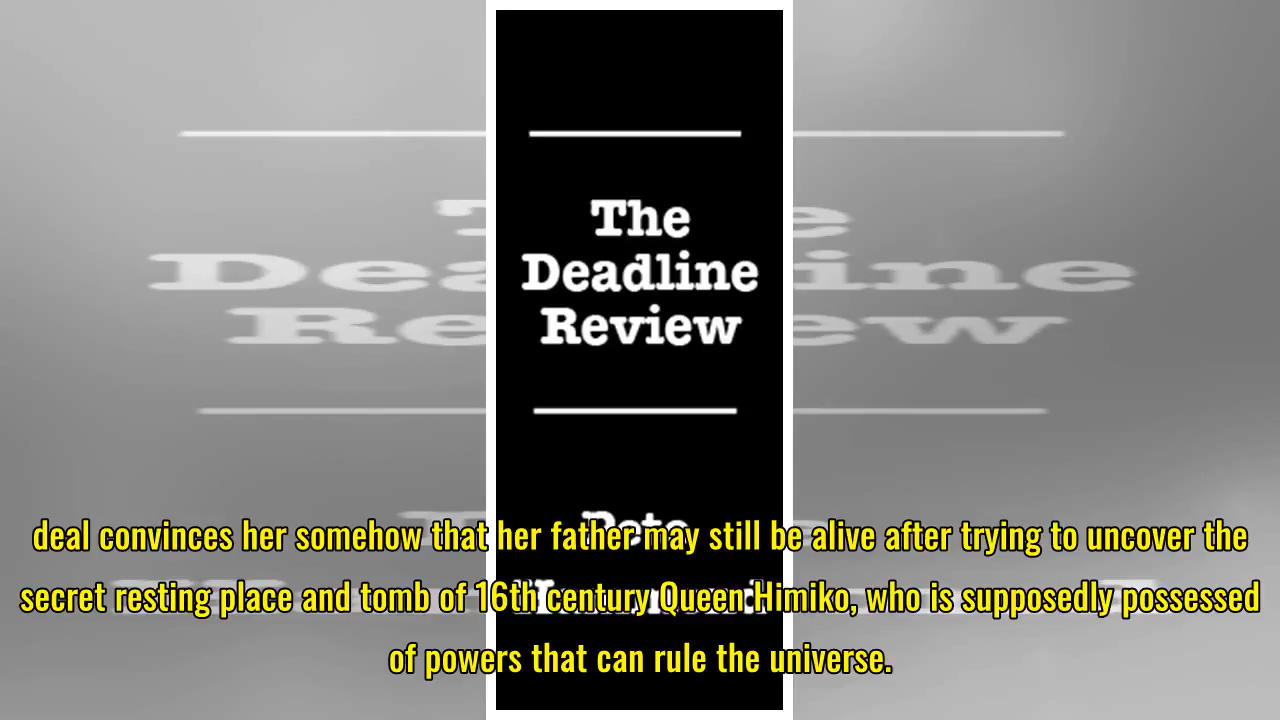 The
Deadline
Review
Pete
deal convinces her somehow that her father may still be alive after trying to uncover the
secret resting place and tomb of 16th century Queen Himiko, who is supposedly possessed
of powers that can rule the universe.